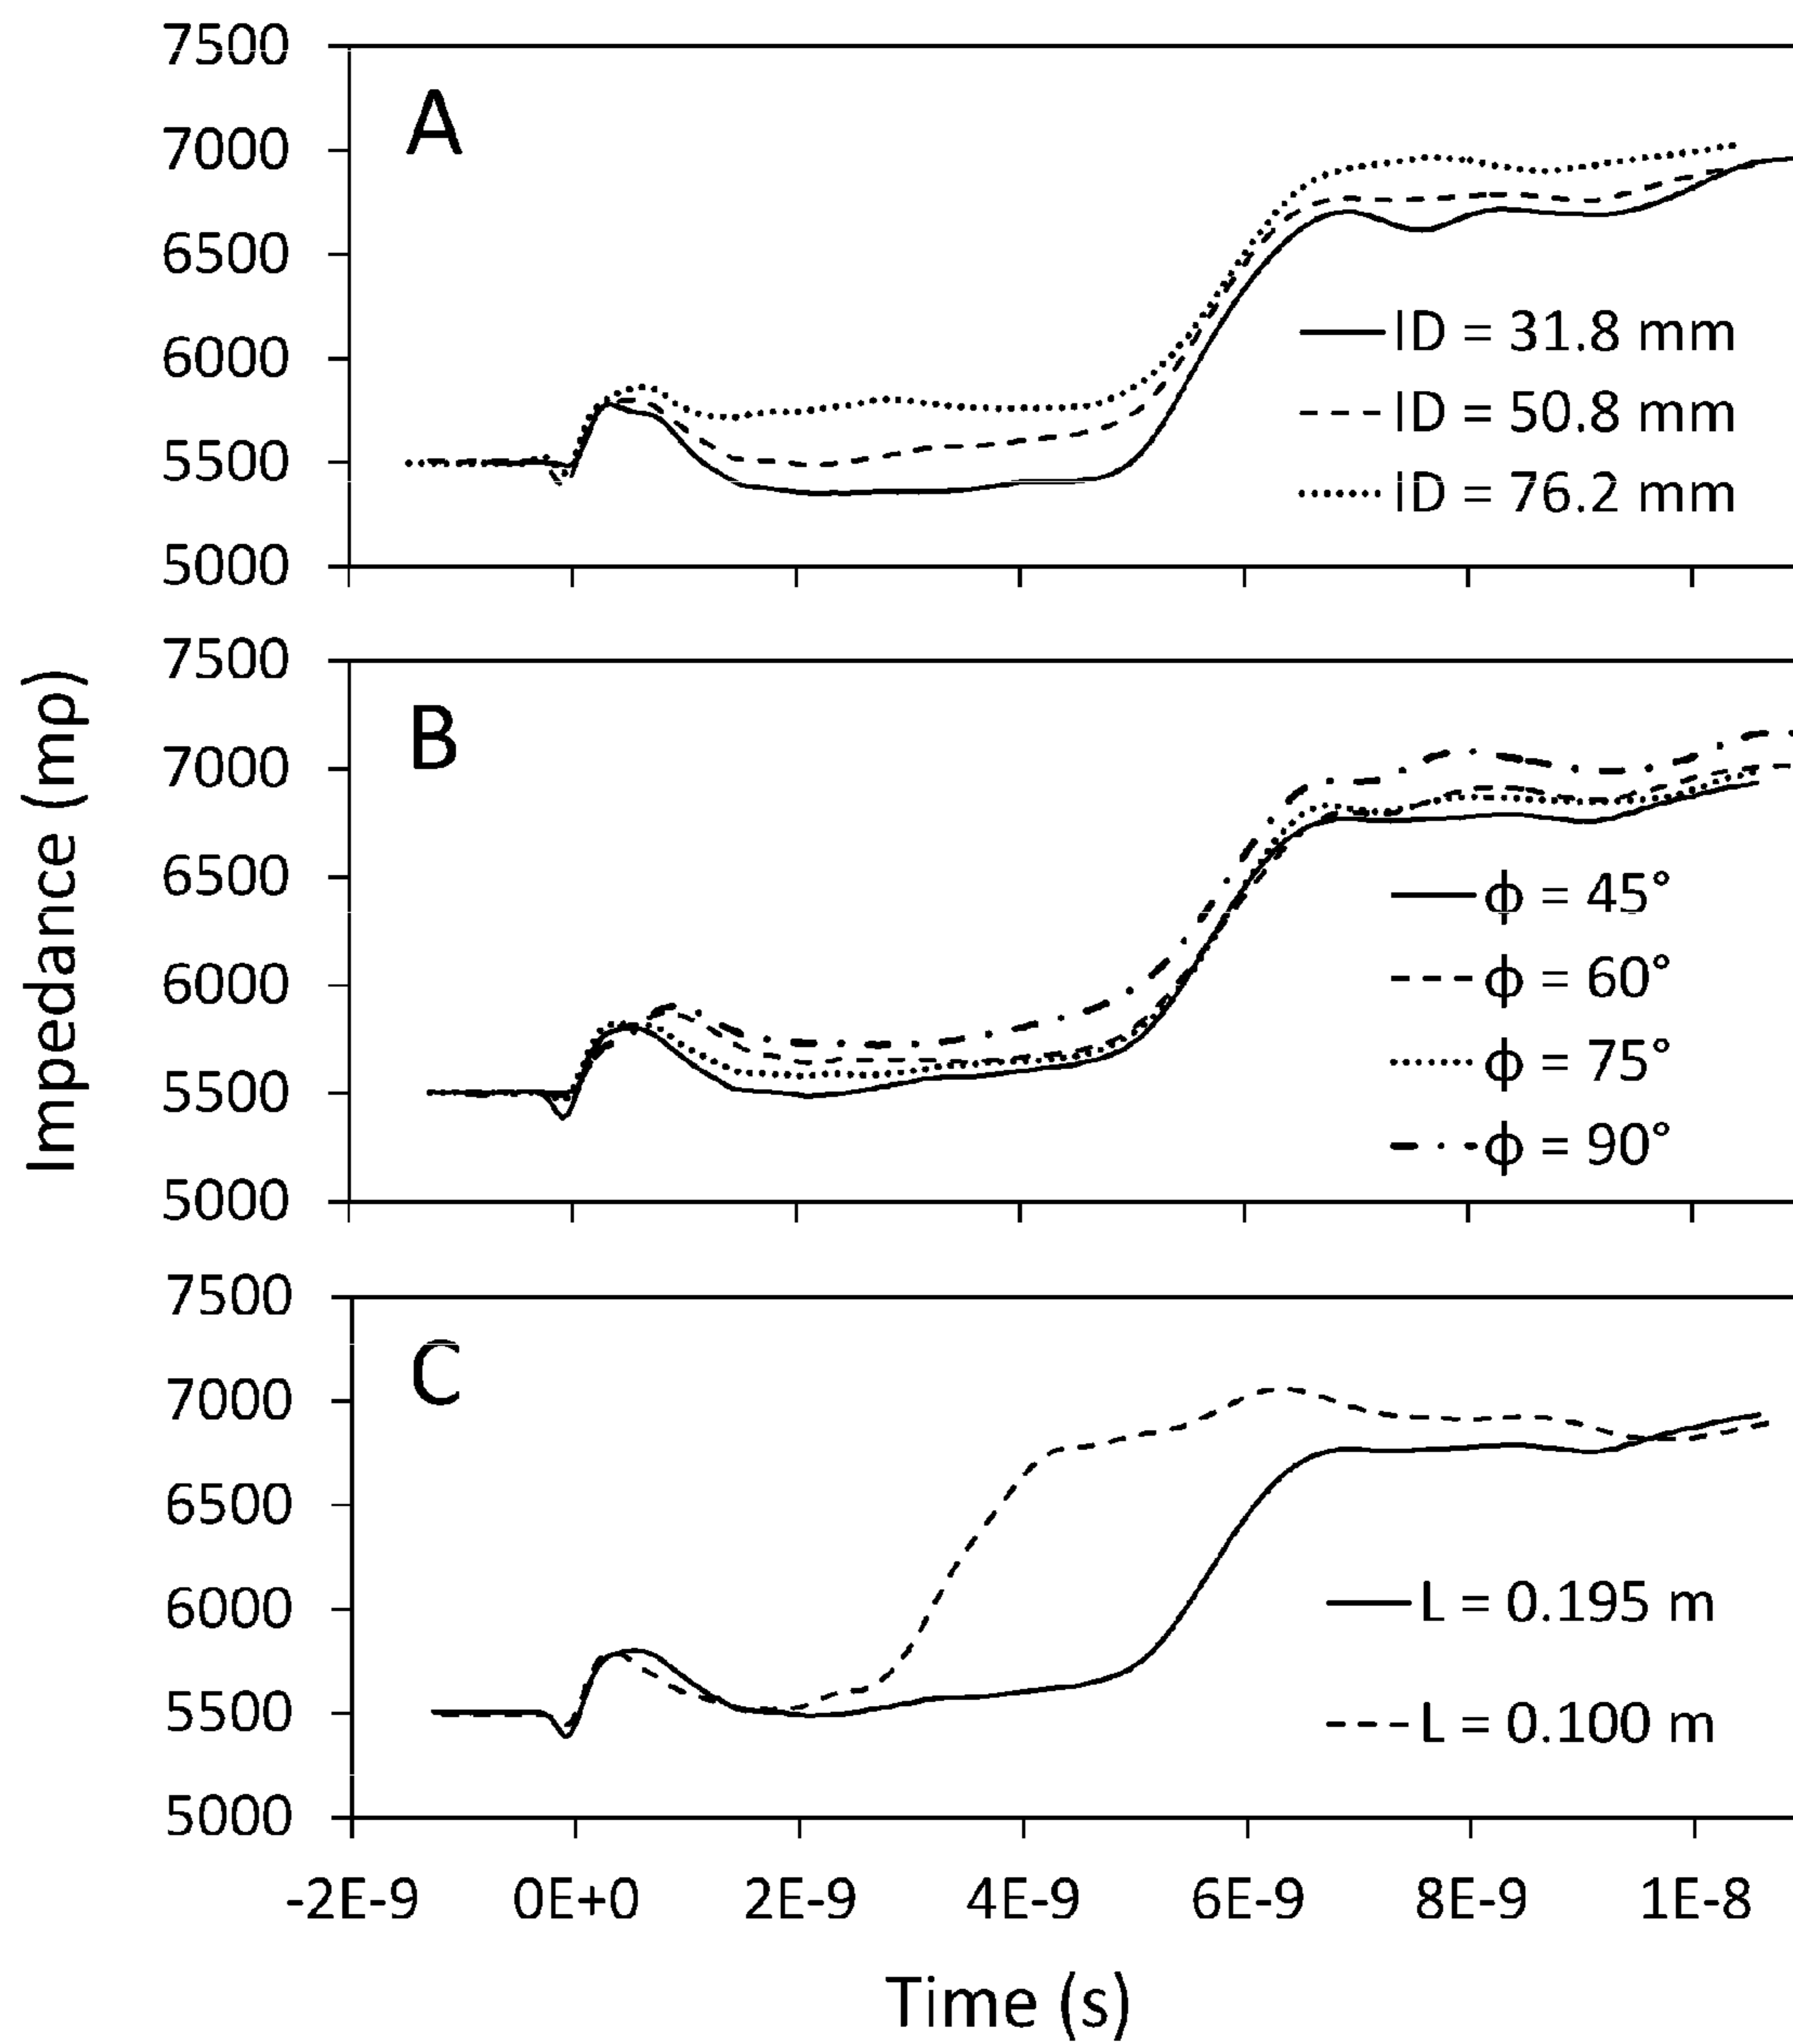 7500
A
7000
6500
ID = 31.8 mm
6000
ID = 50.8 mm
5500
ID = 76.2 mm
5000
Impedance (mρ)
7500
B
7000
6500
ϕ = 45°
6000
ϕ = 60°
5500
ϕ = 75°
ϕ = 90°
5000
7500
C
7000
6500
6000
L = 0.195 m
5500
L = 0.100 m
5000
-2E-9 0E+0 2E-9 4E-9 6E-9 8E-9 1E-8
Time (s)